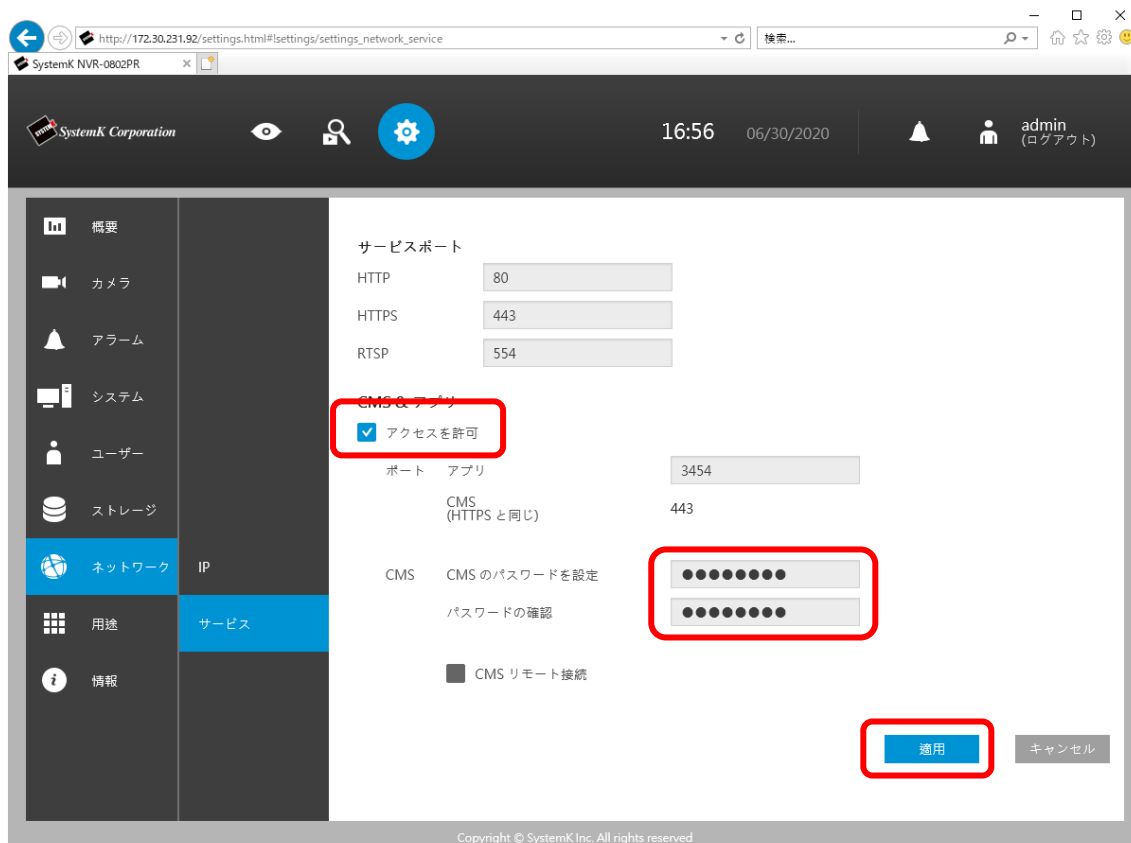 http://172.30.231.92/settings.html#!settings/settings_network_service
検索...
SystemK NVR-0802PR
SystemK Corporation
16:56 06/30/2020
admin
(ログアウト)
概要
カメラ
アラーム
システム
ユーザー
ストレージ
ネットワーク
用途
情報
IP
サービス
サービスポート
HTTP 80
HTTPS 443
RTSP 554
CMS & アプリ
アクセスを許可
ポート アプリ 3454
CMS
(HTTPS と同じ) 443
CMS CMS のパスワードを設定 ●●●●●●●●
パスワードの確認 ●●●●●●●●
CMS リモート接続
適用 キャンセル
Copyright © SystemK Inc. All rights reserved